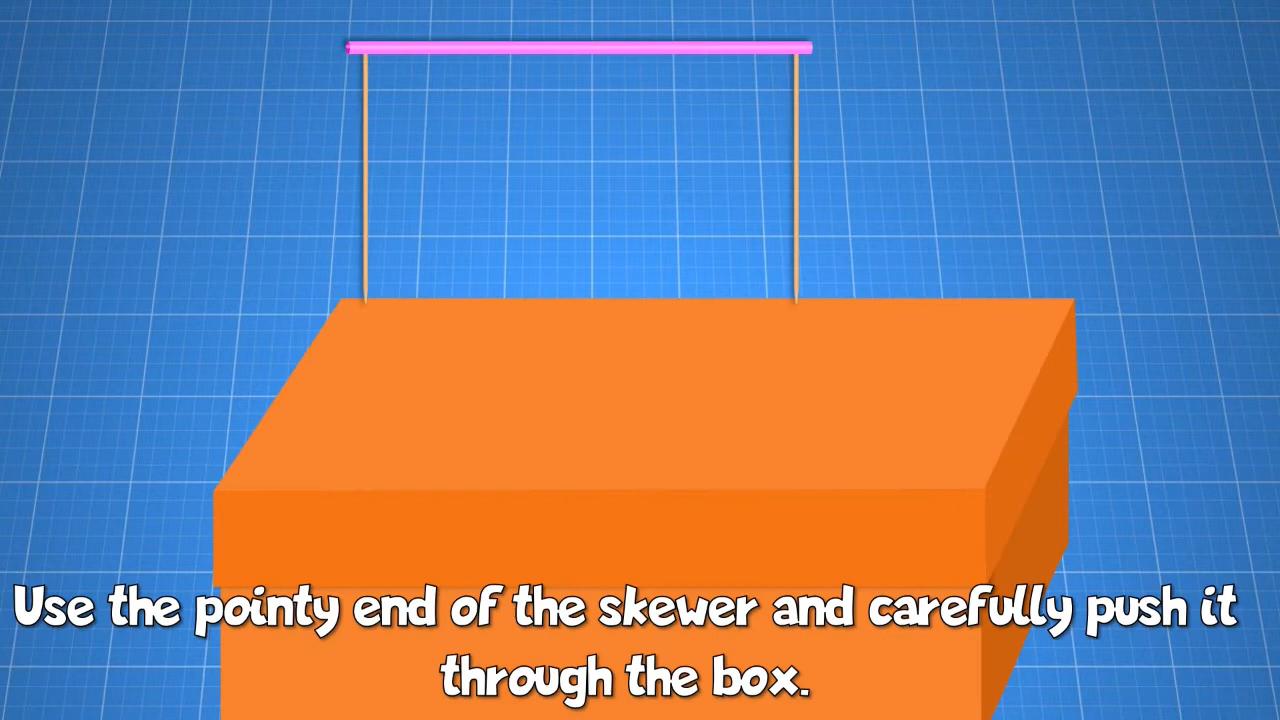 Use the pointy end of the skewer and carefully push it
through the box.